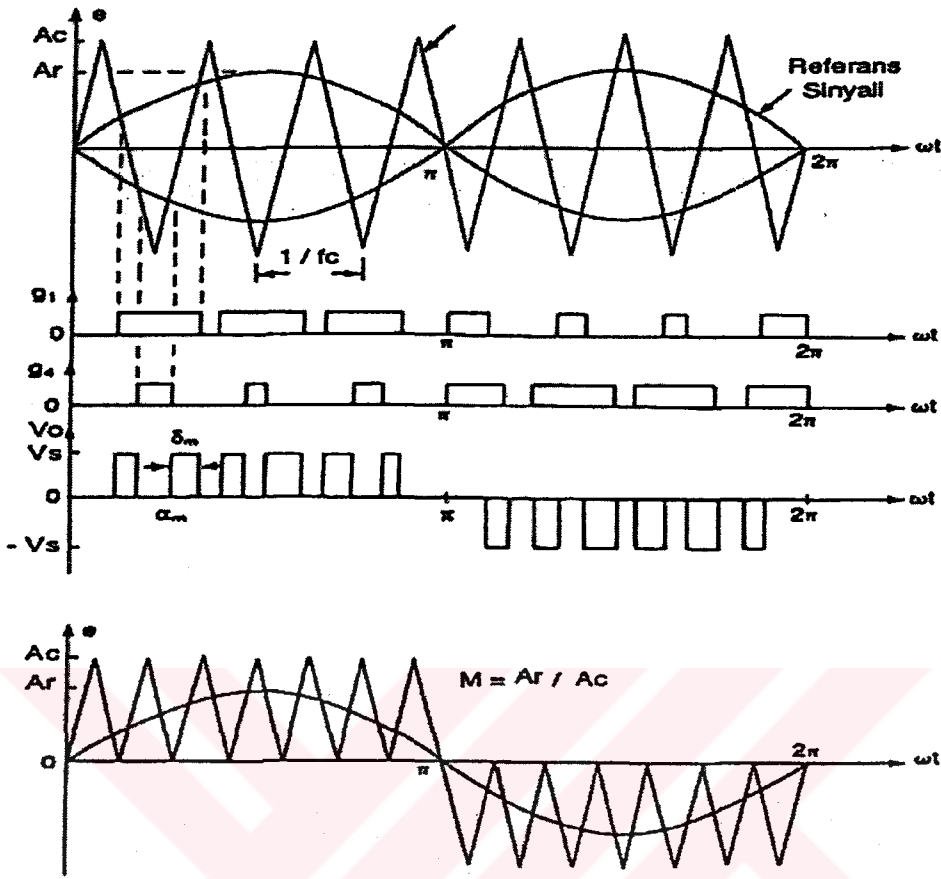 e
Ac
Ar
Referans
Sinyali
ωt
π
2π
1 / fc
g₁
0
π
2π
ωt
g₄
0
π
2π
ωt
Vo
Vs
δm
0
αm
π
2π
ωt
- Vs
e
Ac
Ar
M = Ar / Ac
0
π
2π
ωt